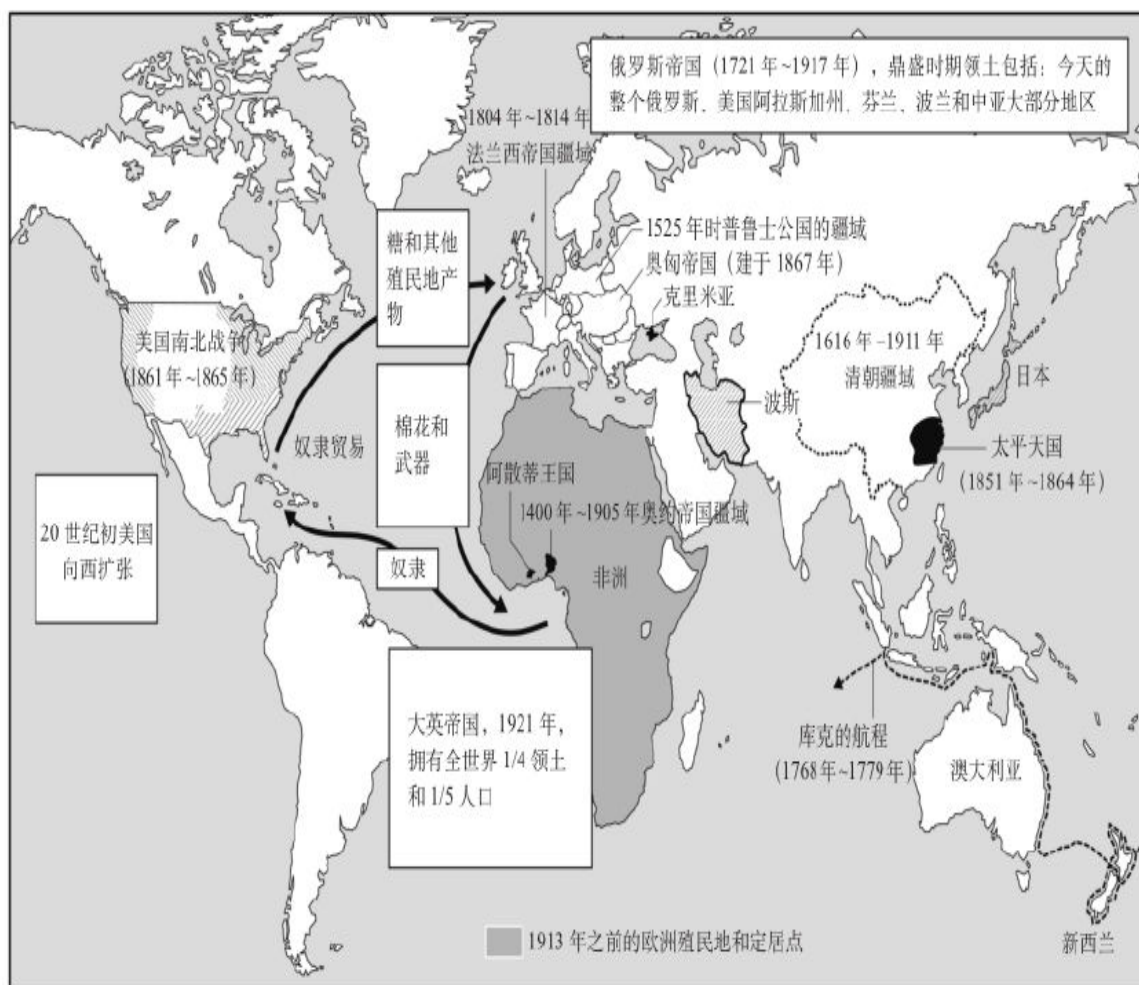 俄罗斯帝国（1721年~1917年），鼎盛时期领土包括：今天的
整个俄罗斯、美国阿拉斯加州、芬兰、波兰和中亚大部分地区
1804年~1814年
法兰西帝国疆域
糖和其他
殖民地产
物
1525年时普鲁士公国的疆域
奥匈帝国（建于1867年）
克里米亚
美国南北战争
(1861年~1865年)
1616年-1911年
清朝疆域
日本
波斯
棉花和
武器
奴隶贸易
太平天国
(1851年~1864年)
阿散蒂王国
1400年~1905年奥约帝国疆域
20世纪初美国
向西扩张
奴隶
非洲
大英帝国，1921年，
拥有全世界1/4领土
和1/5人口
库克的航程
(1768年~1779年)
澳大利亚
新西兰
1913年之前的欧洲殖民地和定居点